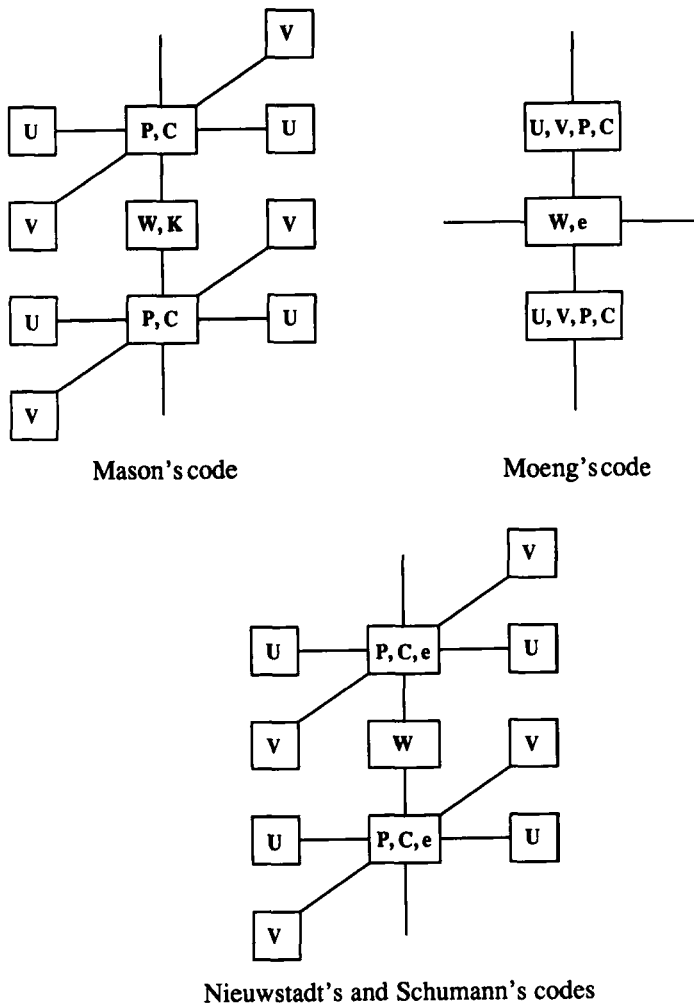 V
U P, C U
U, V, P, C
V W, K V
W, e
U P, C U
U, V, P, C
V
Mason's code
Moeng's code
V
U P, C, e U
V W V
U P, C, e U
V
Nieuwstadt's and Schumann's codes